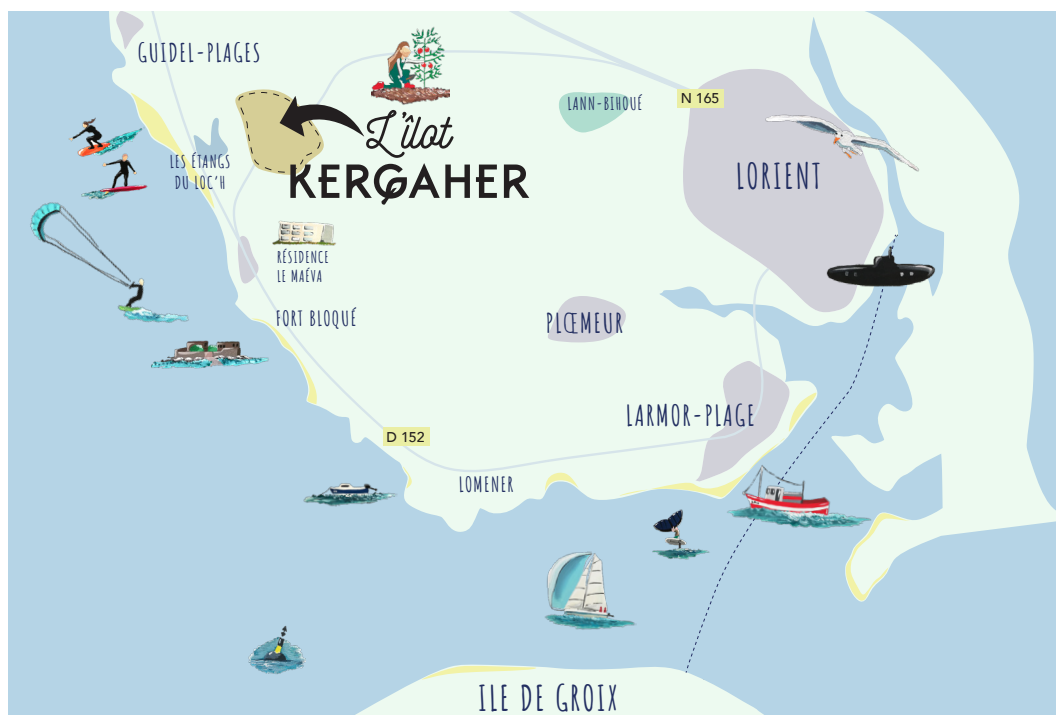 GUIDEL-PLAGES
LANN-BIHOUÉ
N 165
L'îlot
KERGAHER
LES ÉTANGS
DU LOC'H
LORIENT
RÉSIDENCE
LE MAÉVA
FORT BLOQUÉ
PLŒMEUR
LARMOR-PLAGE
D 152
LOMENER
ILE DE GROIX